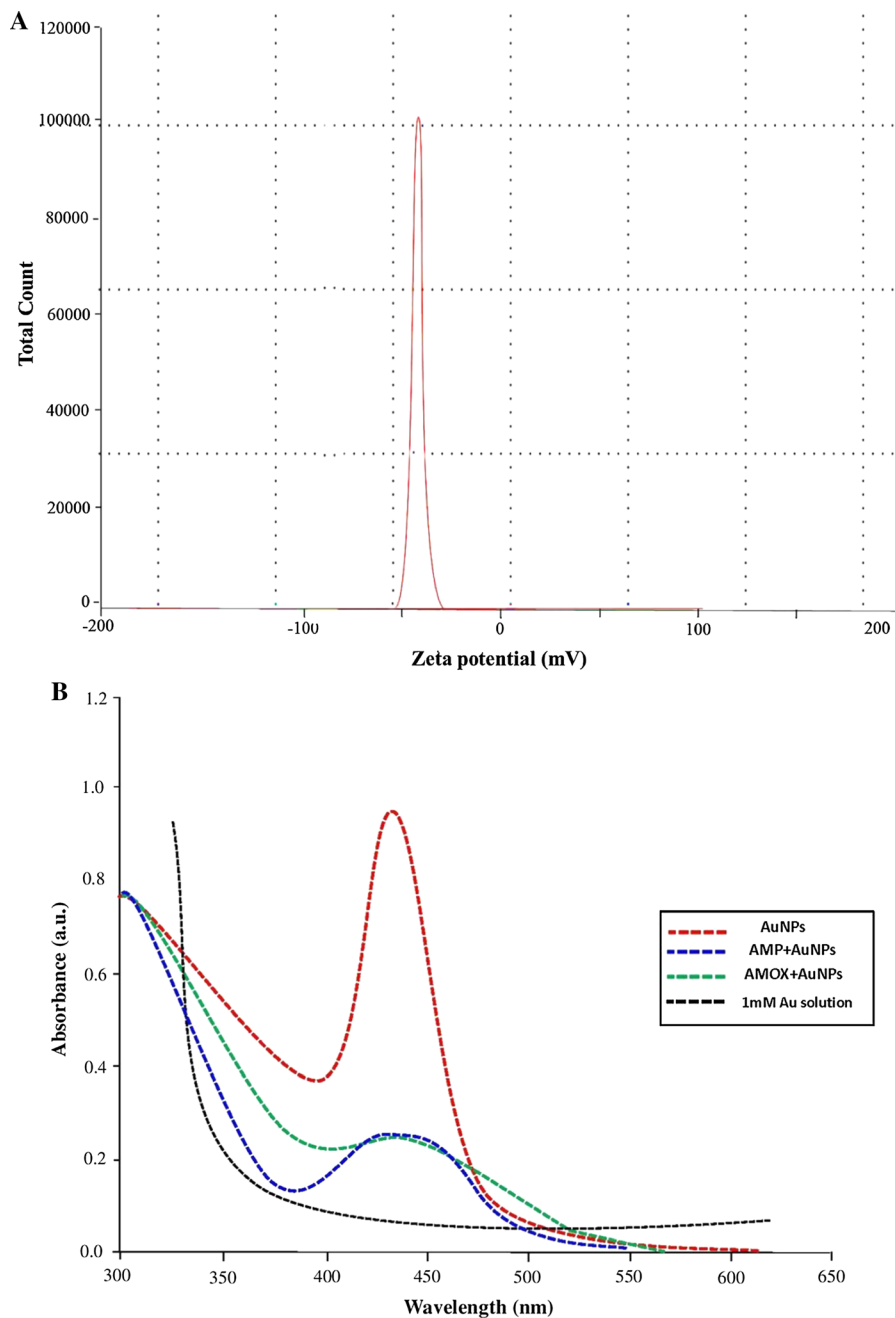 A
120000
100000
80000
60000
40000
20000
0
Total Count
-200 -100 0 100 200
Zeta potential (mV)
B
1.2
1.0
0.8
0.6
0.4
0.2
0.0
Absorbance (a.u.)
AuNPs
AMP+AuNPs
AMOX+AuNPs
1mM Au solution
300 350 400 450 500 550 600 650
Wavelength (nm)